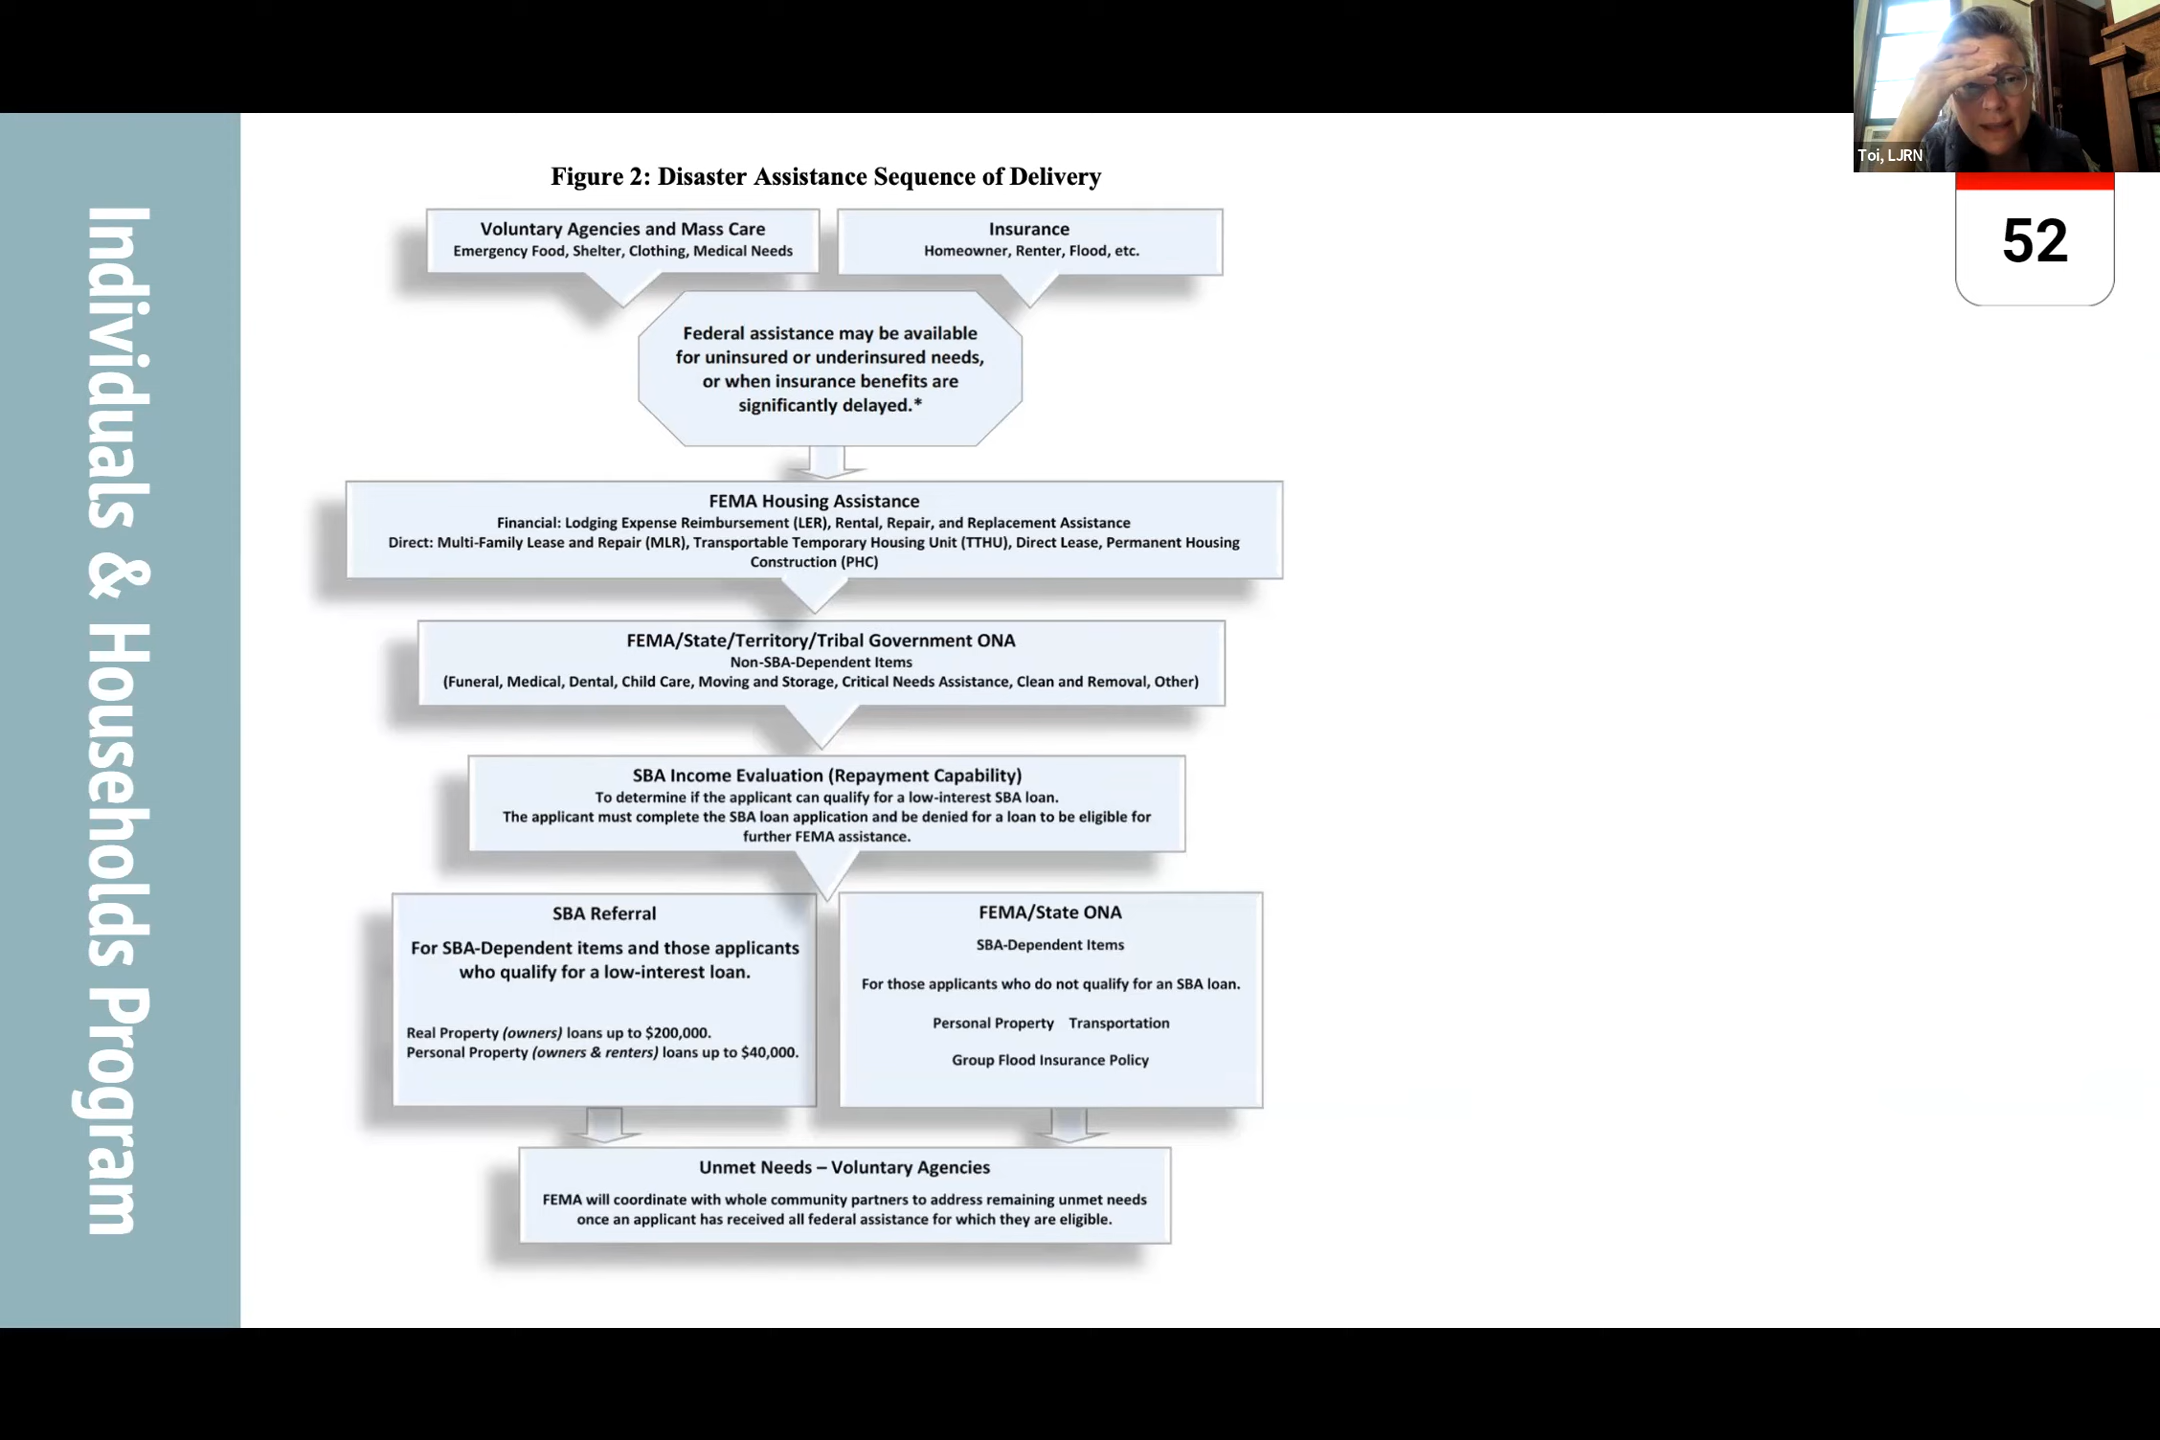 Toi, LJRN
52
Individuals & Households Program
Figure 2: Disaster Assistance Sequence of Delivery
Voluntary Agencies and Mass Care
Emergency Food, Shelter, Clothing, Medical Needs
Insurance
Homeowner, Renter, Flood, etc.
Federal assistance may be available
for uninsured or underinsured needs,
or when insurance benefits are
significantly delayed.*
FEMA Housing Assistance
Financial: Lodging Expense Reimbursement (LER), Rental, Repair, and Replacement Assistance
Direct: Multi-Family Lease and Repair (MLR), Transportable Temporary Housing Unit (TTHU), Direct Lease, Permanent Housing
Construction (PHC)
FEMA/State/Territory/Tribal Government ONA
Non-SBA-Dependent Items
(Funeral, Medical, Dental, Child Care, Moving and Storage, Critical Needs Assistance, Clean and Removal, Other)
SBA Income Evaluation (Repayment Capability)
To determine if the applicant can qualify for a low-interest SBA loan.
The applicant must complete the SBA loan application and be denied for a loan to be eligible for
further FEMA assistance.
SBA Referral
For SBA-Dependent items and those applicants
who qualify for a low-interest loan.
Real Property (owners) loans up to $200,000.
Personal Property (owners & renters) loans up to $40,000.
FEMA/State ONA
SBA-Dependent Items
For those applicants who do not qualify for an SBA loan.
Personal Property Transportation
Group Flood Insurance Policy
Unmet Needs – Voluntary Agencies
FEMA will coordinate with whole community partners to address remaining unmet needs
once an applicant has received all federal assistance for which they are eligible.